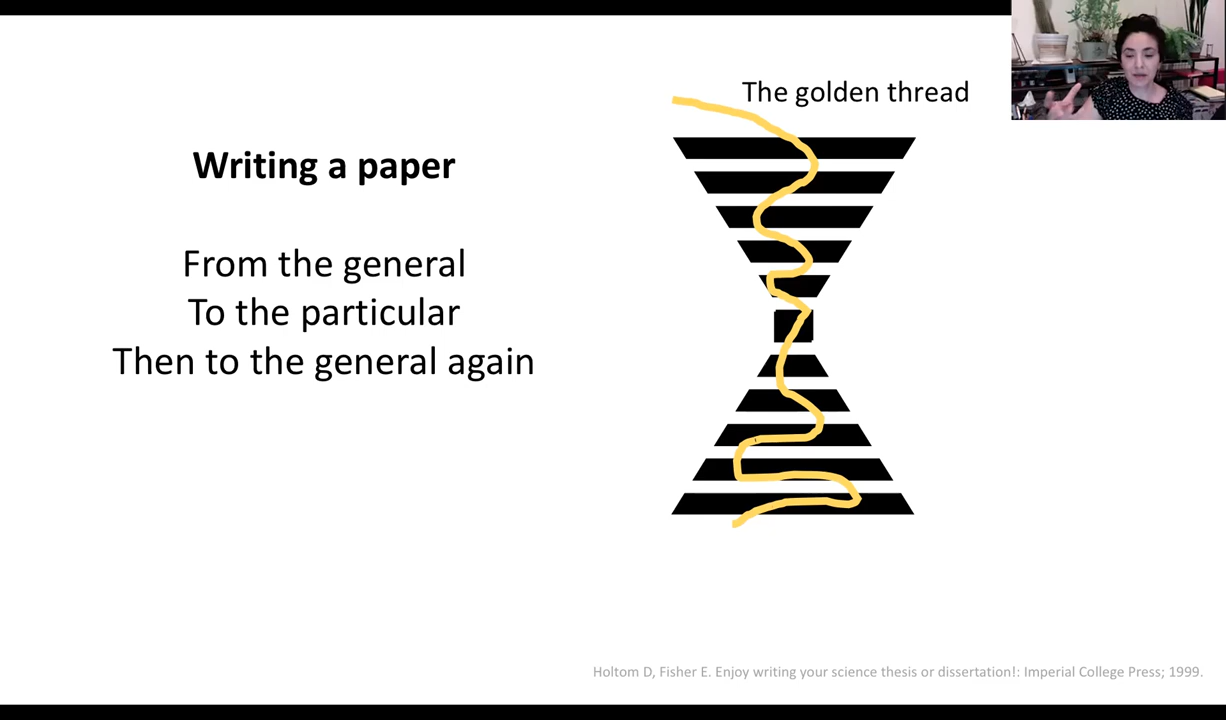 The golden thread
Writing a paper
From the general
To the particular
Then to the general again
Holtom D, Fisher E. Enjoy writing your science thesis or dissertation!: Imperial College Press; 1999.